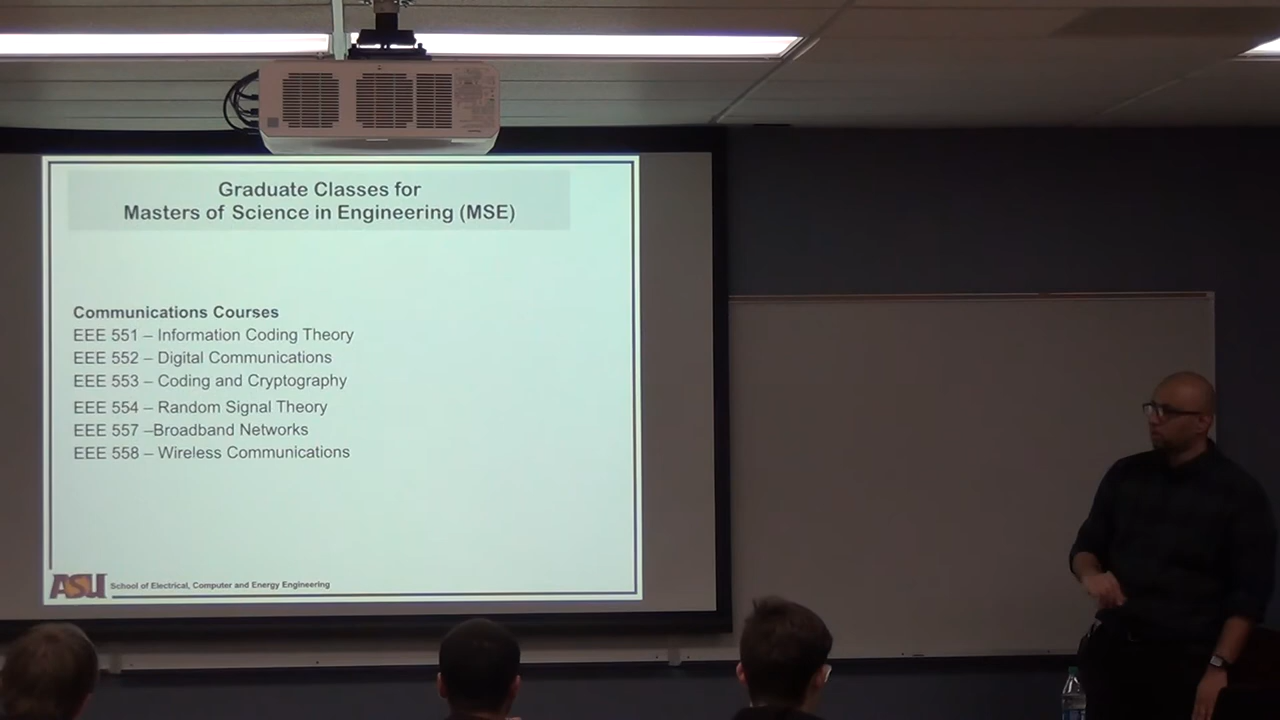 Graduate Classes for
Masters of Science in Engineering (MSE)
Communications Courses
EEE 551 – Information Coding Theory
EEE 552 – Digital Communications
EEE 553 – Coding and Cryptography
EEE 554 – Random Signal Theory
EEE 557 –Broadband Networks
EEE 558 – Wireless Communications
ASU School of Electrical, Computer and Energy Engineering